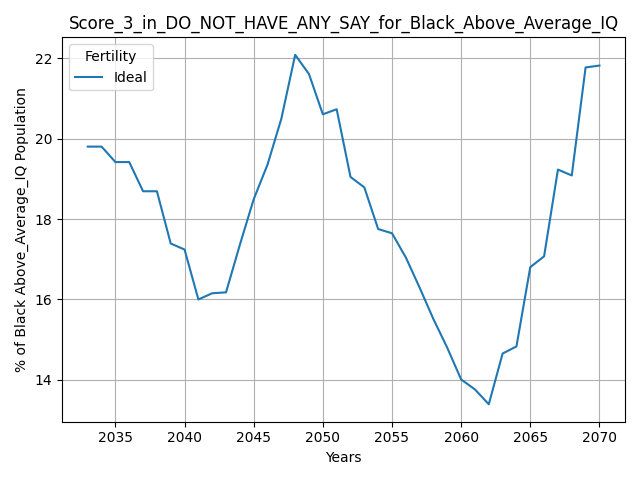 Score_3_in_DO_NOT_HAVE_ANY_SAY_for_Black_Above_Average_IQ
Fertility
Ideal
% of Black Above_Average_IQ Population
22
20
18
16
14
2035 2040 2045 2050 2055 2060 2065 2070
Years